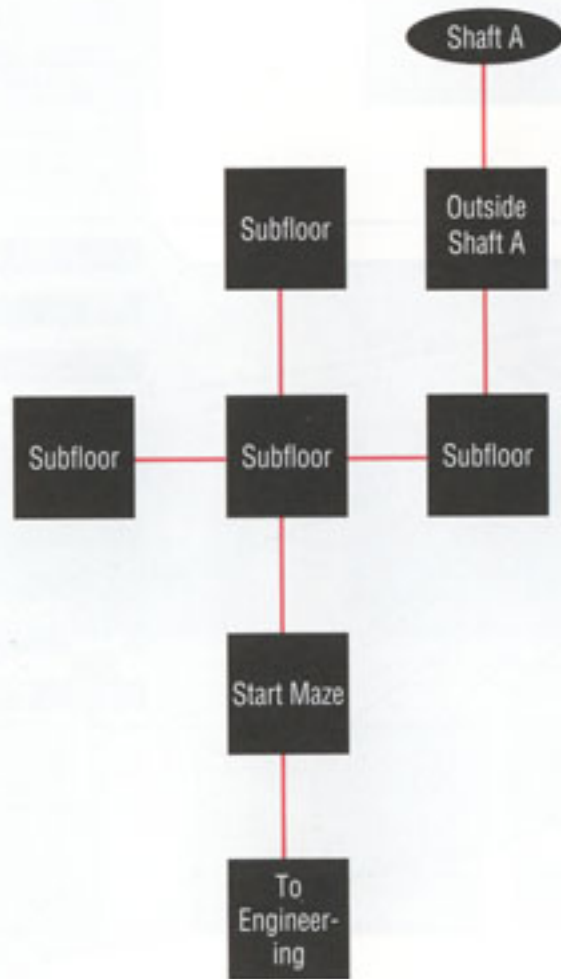 Shaft A
Subfloor
Outside
Shaft A
Subfloor
Subfloor
Subfloor
Start Maze
To
Engineer-
ing